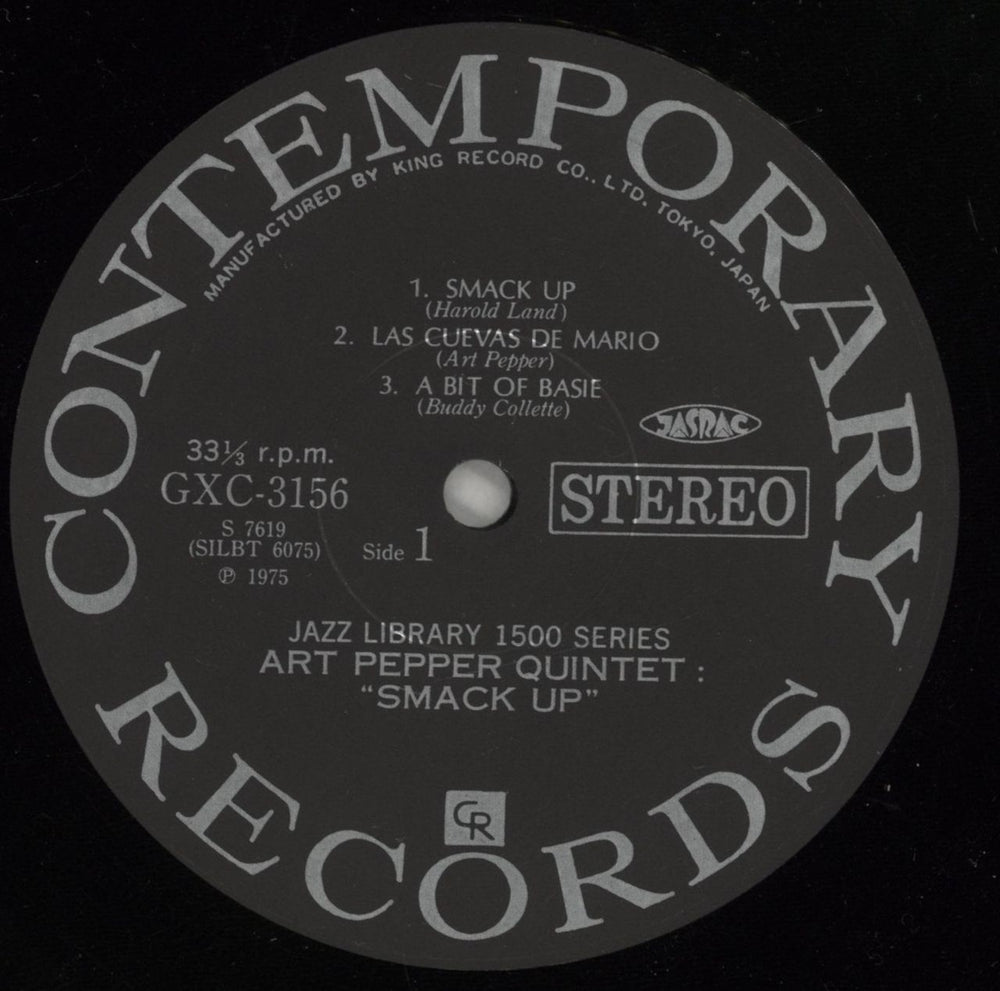 CONTEMPORARY
MANUFACTURED BY KING RECORD CO., LTD. TOKYO, JAPAN
1. SMACK UP
(Harold Land)
2. LAS CUEVAS DE MARIO
(Art Pepper)
3. A BIT OF BASIE
(Buddy Collette)
JASRAC
33⅓ r.p.m.
GXC-3156
STEREO
S 7619
(SILBT 6075)
Side 1
℗ 1975
JAZZ LIBRARY 1500 SERIES
ART PEPPER QUINTET :
“SMACK UP”
CR
RECORDS